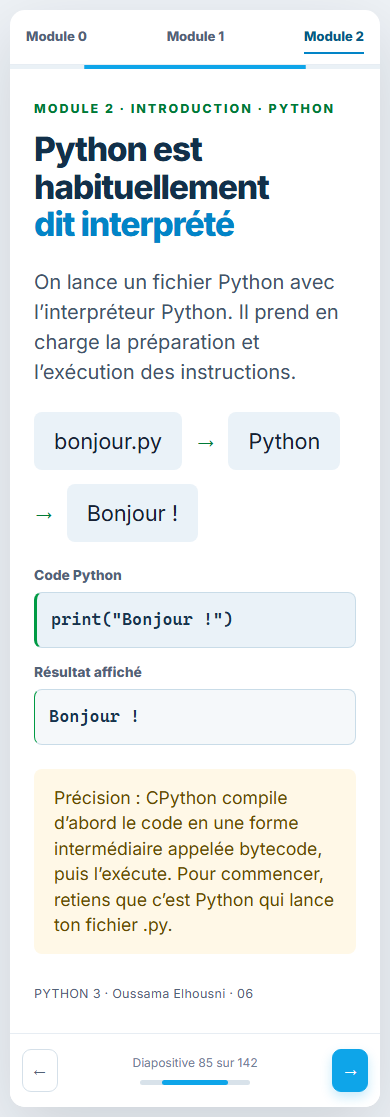 Module 0 Module 1 Module 2
MODULE 2 · INTRODUCTION · PYTHON
Python est
habituellement
dit interprété
On lance un fichier Python avec
l’interpréteur Python. Il prend en
charge la préparation et
l’exécution des instructions.
bonjour.py → Python
→ Bonjour !
Code Python
print("Bonjour !")
Résultat affiché
Bonjour !
Précision : CPython compile
d’abord le code en une forme
intermédiaire appelée bytecode,
puis l’exécute. Pour commencer,
retiens que c’est Python qui lance
ton fichier .py.
PYTHON 3 · Oussama Elhousni · 06
← Diapositive 85 sur 142 →